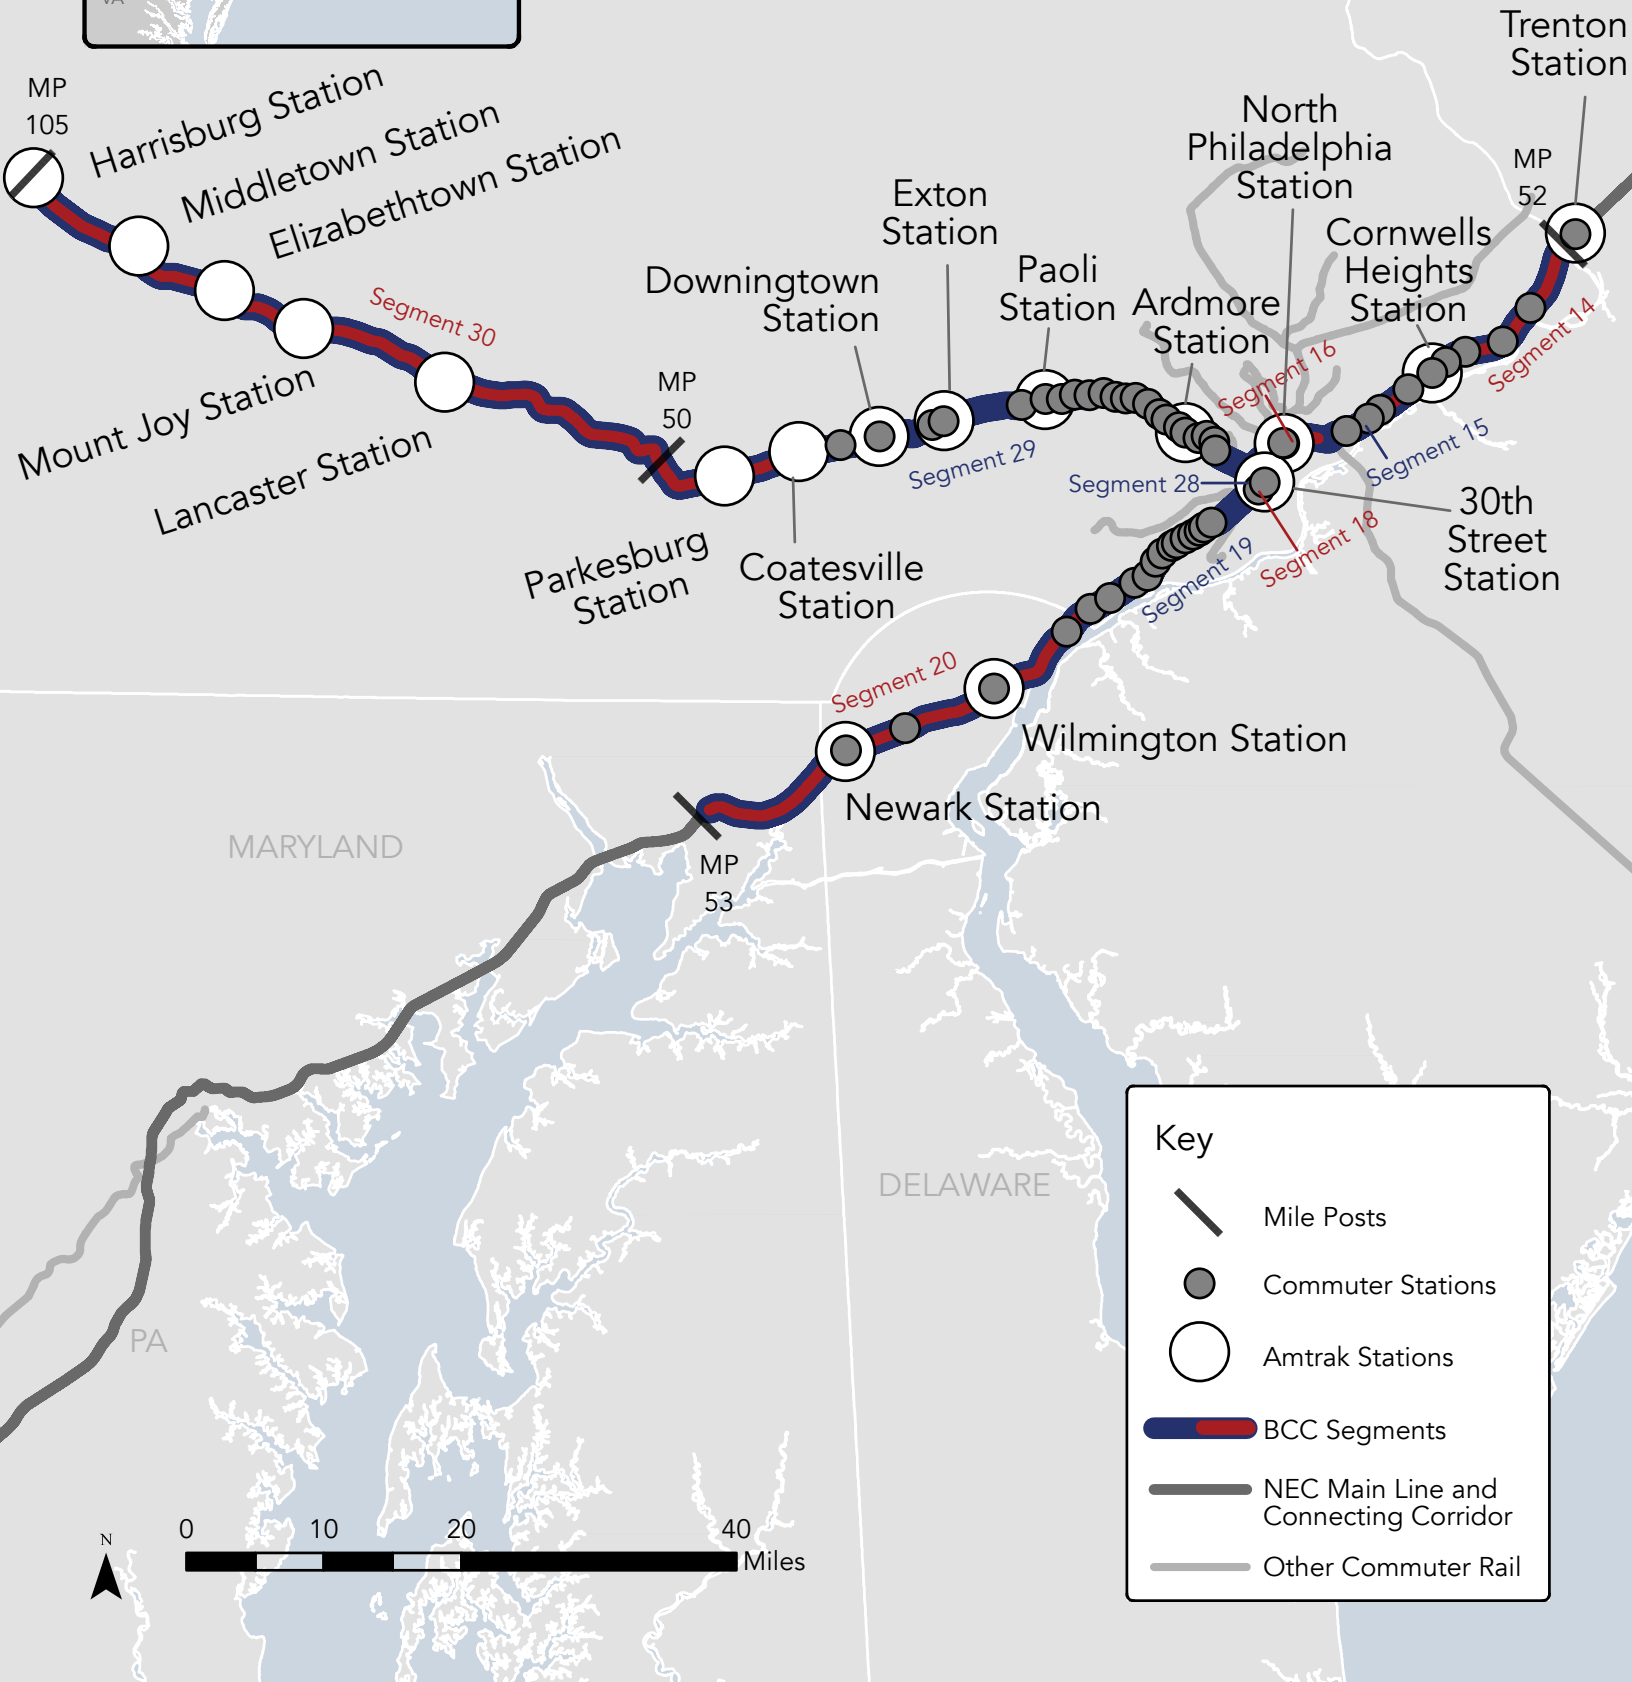 VA
Trenton
Station
MP
105
Harrisburg Station
Middletown Station
Elizabethtown Station
North
Philadelphia
Station
MP
52
Exton
Station
Cornwells
Heights
Station
Downingtown
Station
Paoli
Station
Ardmore
Station
Segment 30
Segment 16
Segment 14
Mount Joy Station
MP
50
Lancaster Station
Segment 29
Segment 15
Segment 28
30th
Street
Station
Segment 18
Parkesburg
Station
Coatesville
Station
Segment 19
Segment 20
Wilmington Station
Newark Station
MARYLAND
MP
53
DELAWARE
PA
Key
Mile Posts
Commuter Stations
Amtrak Stations
BCC Segments
NEC Main Line and
Connecting Corridor
Other Commuter Rail
N
0 10 20 40
Miles